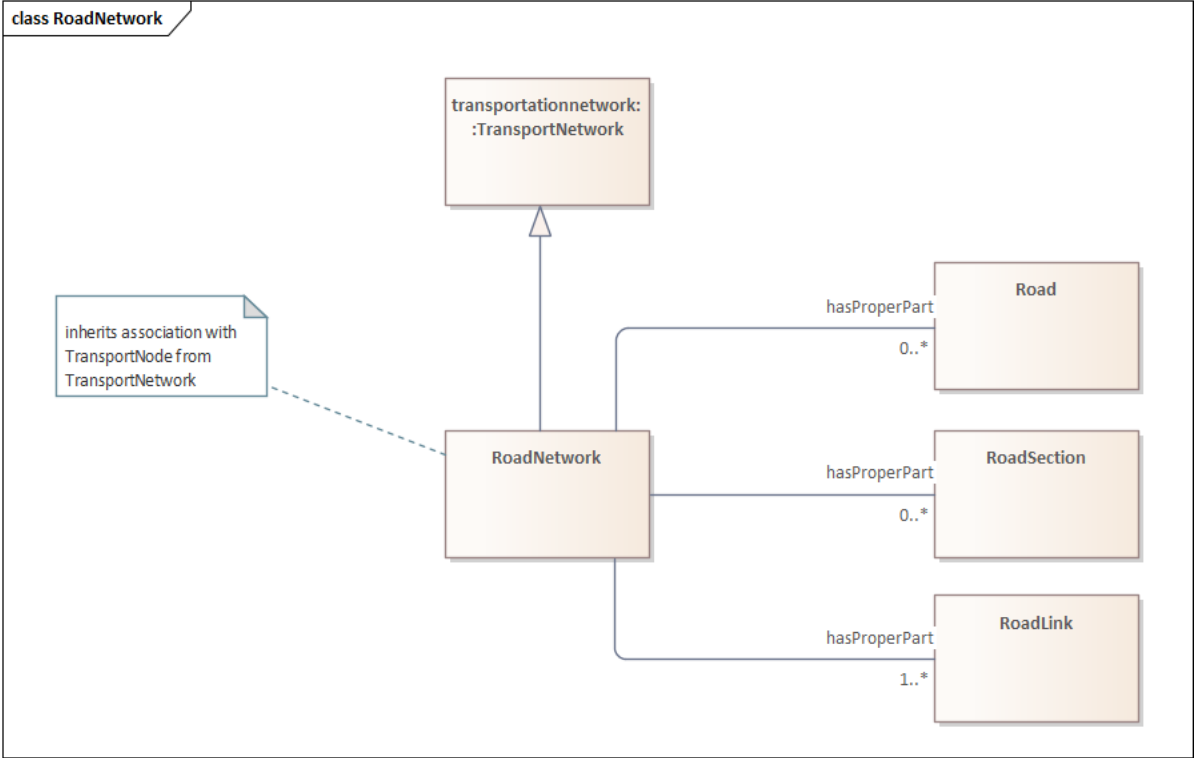 class RoadNetwork
transportationnetwork:
:TransportNetwork
Road
hasProperPart
0..*
inherits association with
TransportNode from
TransportNetwork
RoadNetwork
RoadSection
hasProperPart
0..*
RoadLink
hasProperPart
1..*